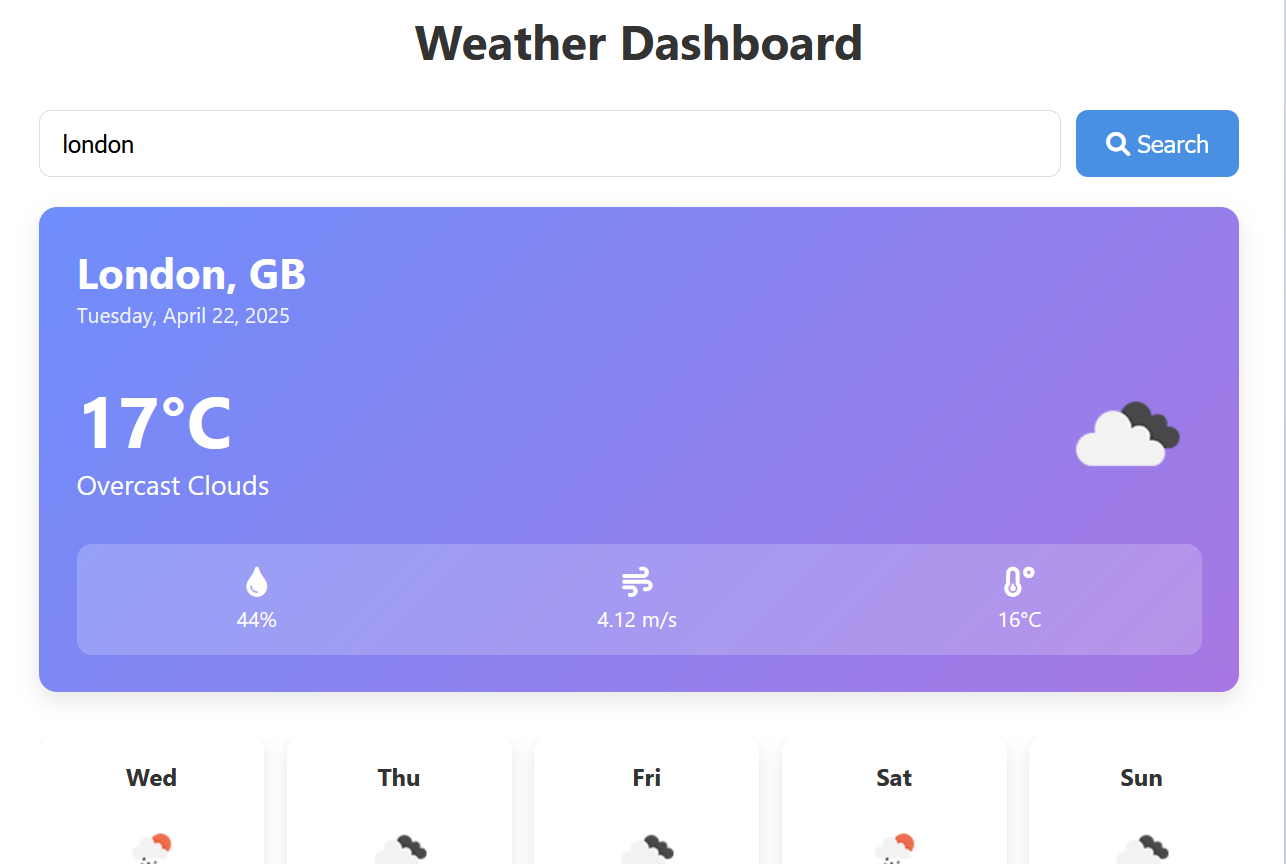 Weather Dashboard
london
Search
London, GB
Tuesday, April 22, 2025
17°C
Overcast Clouds
44%
4.12 m/s
16°C
Wed
Thu
Fri
Sat
Sun